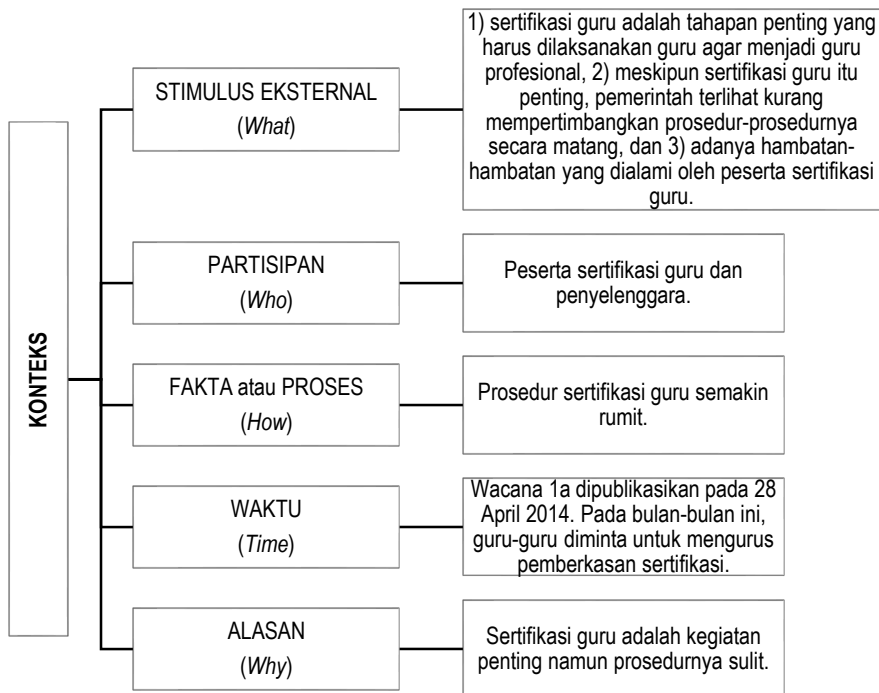 KONTEKS
STIMULUS EKSTERNAL
(What)
1) sertifikasi guru adalah tahapan penting yang
harus dilaksanakan guru agar menjadi guru
profesional, 2) meskipun sertifikasi guru itu
penting, pemerintah terlihat kurang
mempertimbangkan prosedur-prosedurnya
secara matang, dan 3) adanya hambatan-
hambatan yang dialami oleh peserta sertifikasi
guru.
PARTISIPAN
(Who)
Peserta sertifikasi guru dan
penyelenggara.
FAKTA atau PROSES
(How)
Prosedur sertifikasi guru semakin
rumit.
WAKTU
(Time)
Wacana 1a dipublikasikan pada 28
April 2014. Pada bulan-bulan ini,
guru-guru diminta untuk mengurus
pemberkasan sertifikasi.
ALASAN
(Why)
Sertifikasi guru adalah kegiatan
penting namun prosedurnya sulit.